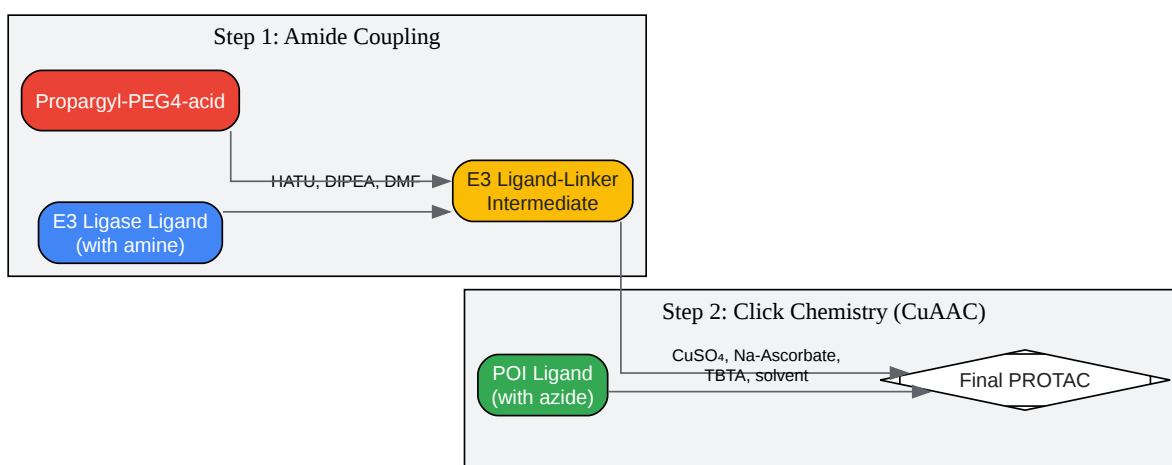 Step 1: Amide Coupling
Propargyl-PEG4-acid
HATU, DIPEA, DMF
E3 Ligand-Linker
Intermediate
E3 Ligase Ligand
(with amine)
Step 2: Click Chemistry (CuAAC)
CuSO₄, Na-Ascorbate,
TBTA, solvent
POI Ligand
(with azide)
Final PROTAC